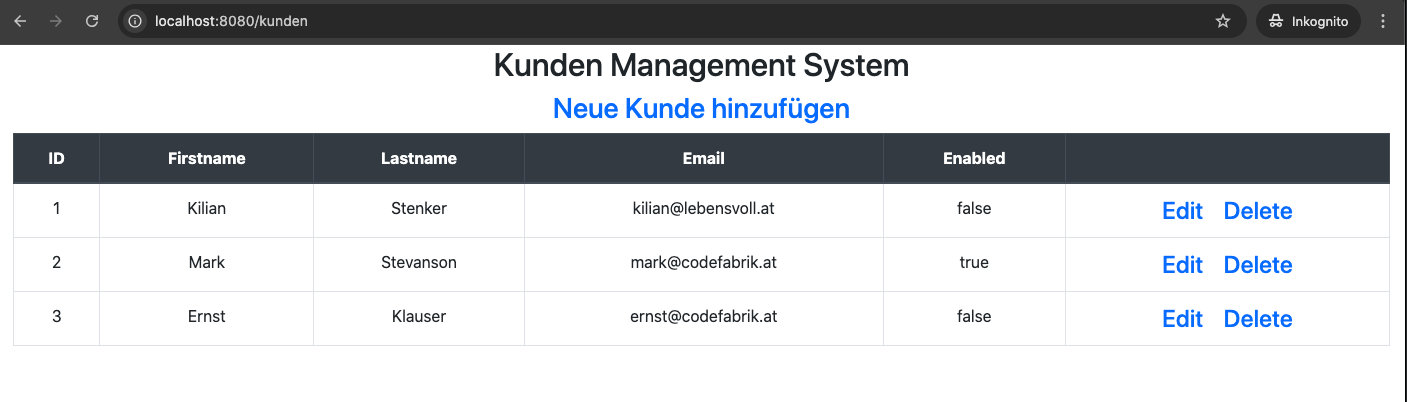 localhost:8080/kunden
Inkognito
Kunden Management System
Neue Kunde hinzufügen
ID Firstname Lastname Email Enabled
1 Kilian Stenker kilian@lebensvoll.at false Edit Delete
2 Mark Stevanson mark@codefabrik.at true Edit Delete
3 Ernst Klauser ernst@codefabrik.at false Edit Delete